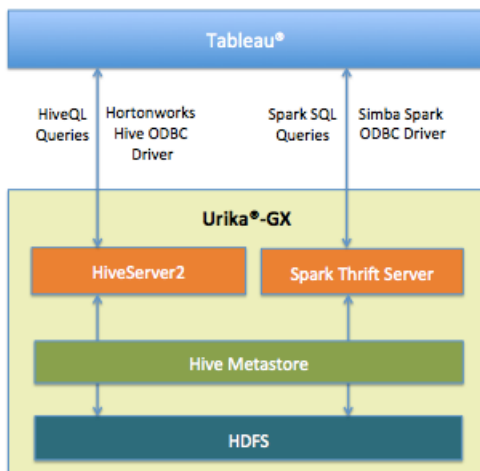 Tableau®
HiveQL
Queries
Hortonworks
Hive ODBC
Driver
Spark SQL
Queries
Simba Spark
ODBC Driver
Urika®-GX
HiveServer2
Spark Thrift Server
Hive Metastore
HDFS